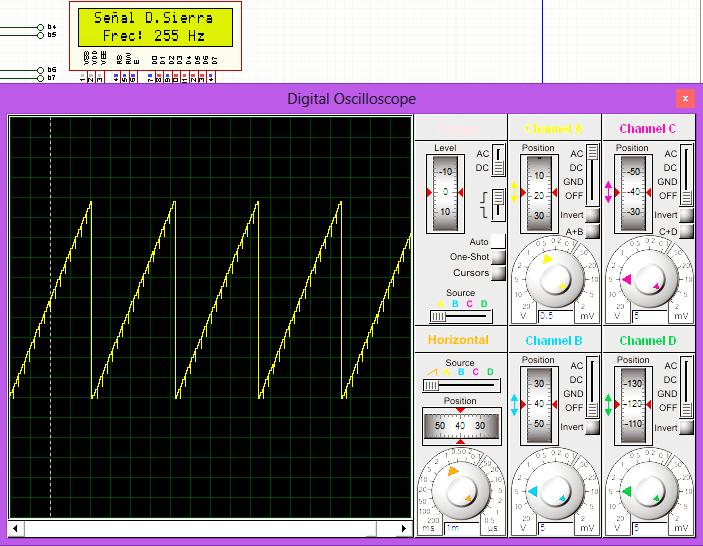 b4
b5
b6
b7
Señal D.Sierra
Frec: 255 Hz
VSS
VDD
VEE
RS
RW
E
D0
D1
D2
D3
D4
D5
D6
D7
Digital Oscilloscope
x
Trigger
Level
-10
0
10
AC
DC
Auto
One-Shot
Cursors
Source
A B C D
Channel A
Position
10
20
30
AC
DC
GND
OFF
Invert
A+B
V 0.5 mV
Channel C
Position
-50
-40
-30
AC
DC
GND
OFF
Invert
C+D
V 5 mV
Horizontal
Source
A B C D
Position
50 40 30
ms 1m µs
Channel B
Position
30
40
50
AC
DC
GND
OFF
Invert
V 5 mV
Channel D
Position
-130
-120
-110
AC
DC
GND
OFF
Invert
V 5 mV